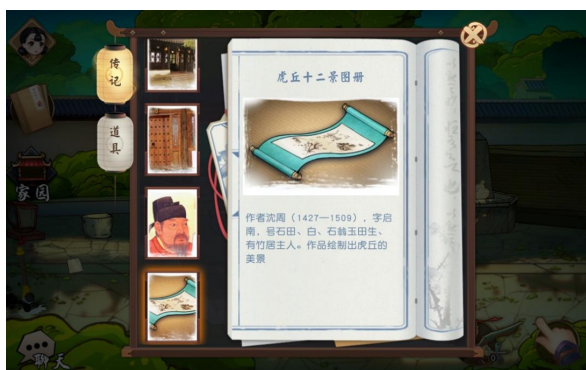 传记
道具
家园
聊天
虎丘十二景图册
作者沈周（1427—1509），字启
南，号石田、白、石翁玉田生、
有竹居主人。作品绘制出虎丘的
美景